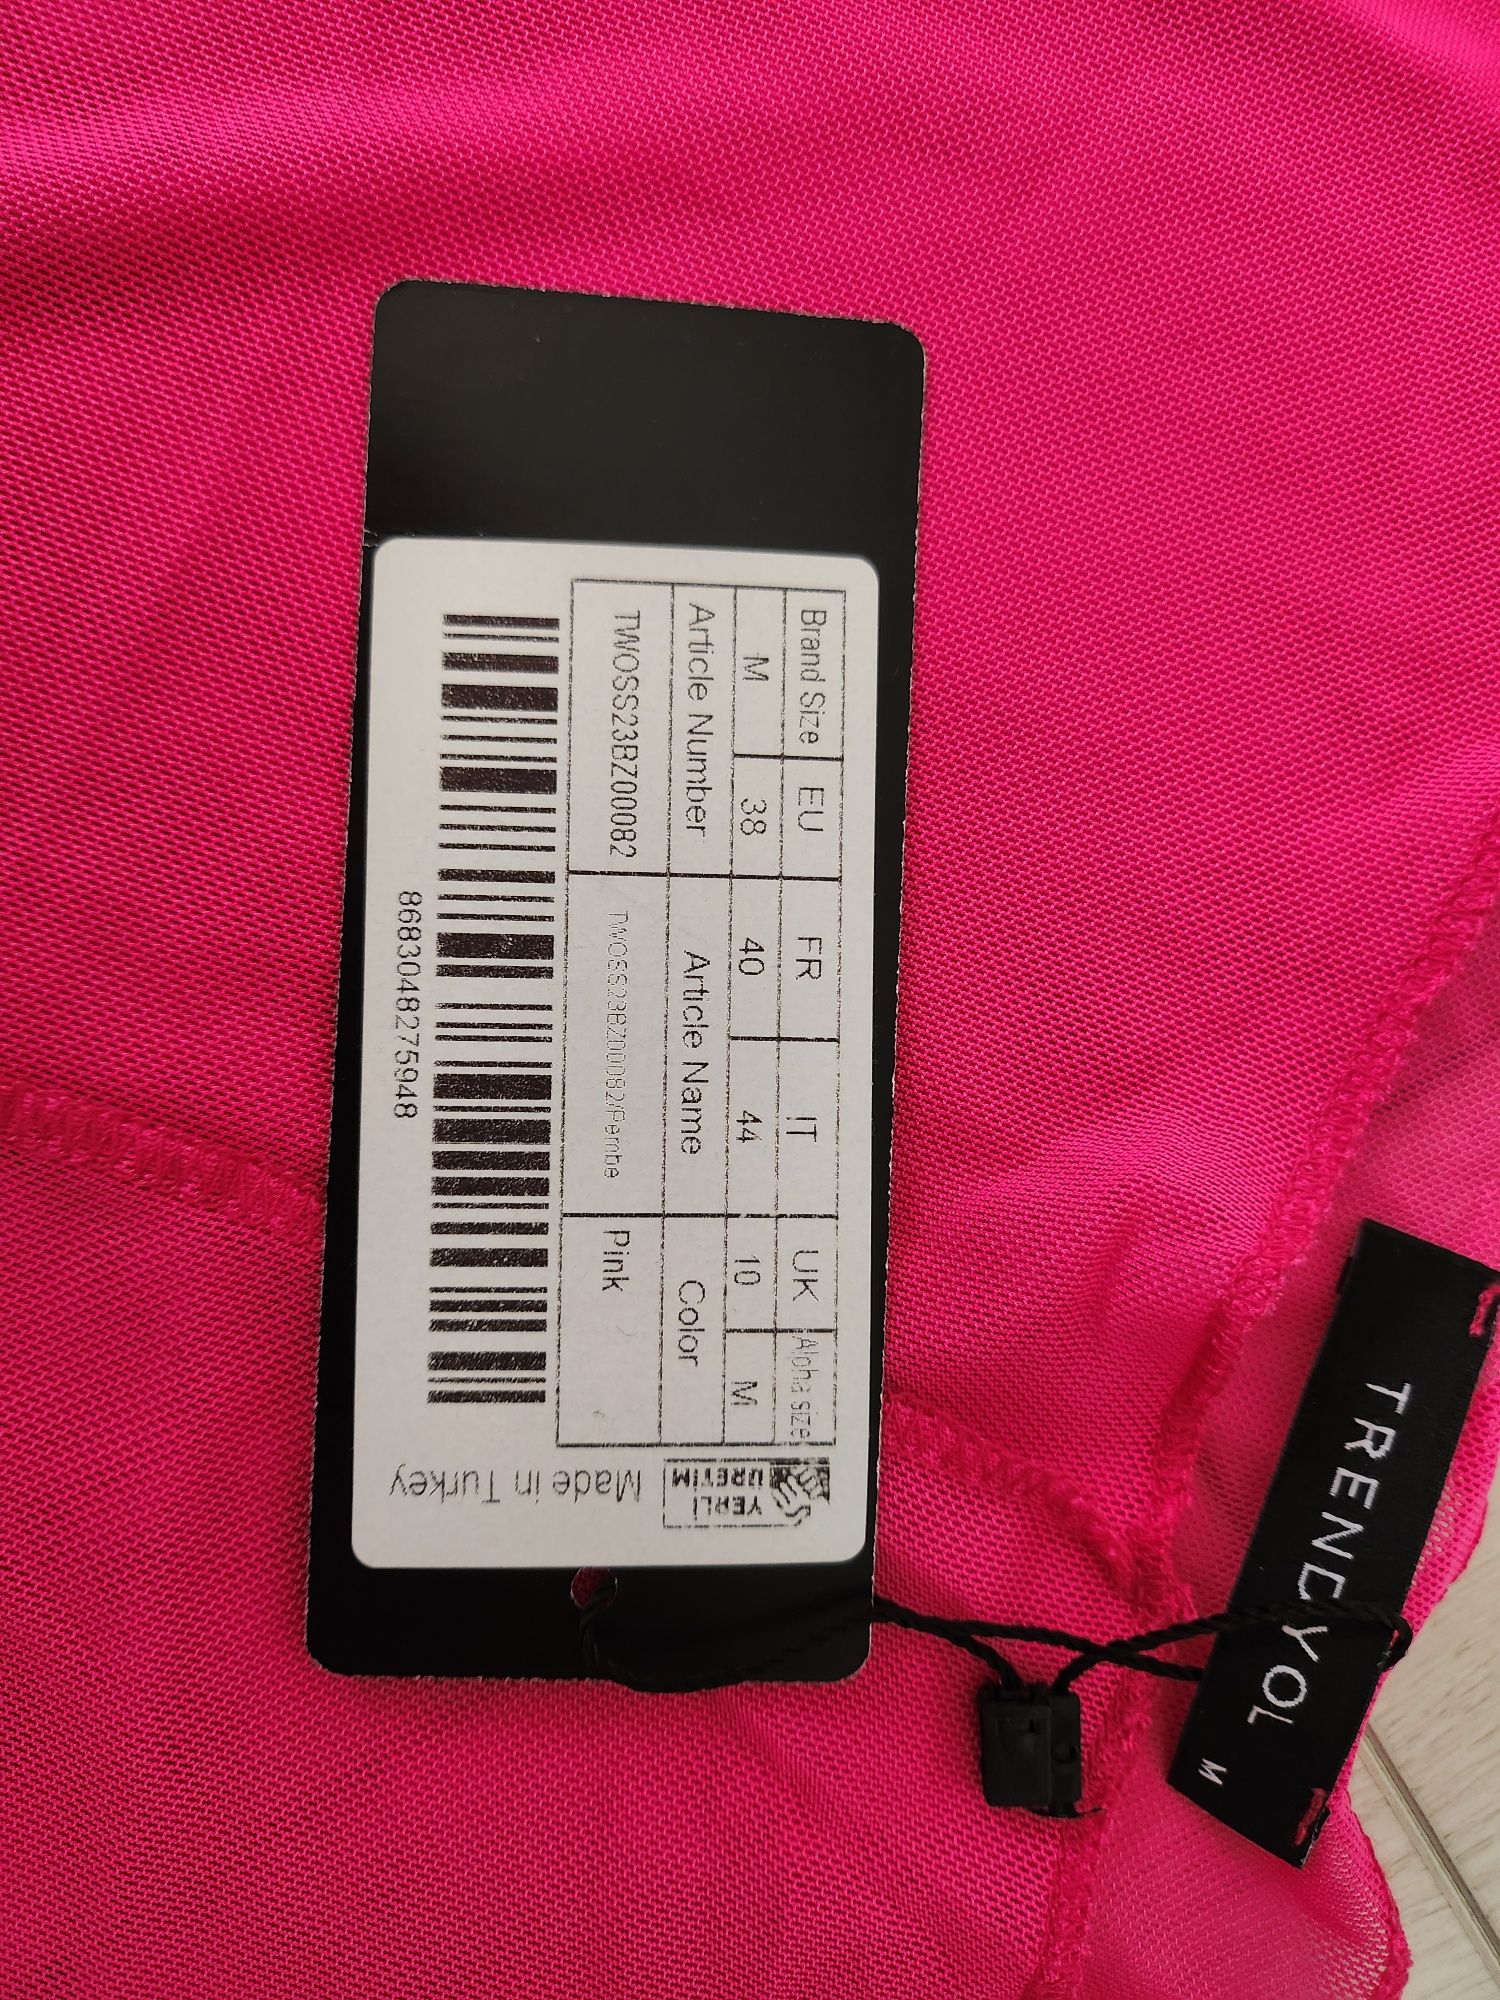 Brand Size EU FR IT UK Alpha size
M 38 40 44 10 M
Article Number Article Name Color
TWOSS23BZ00082 TWOSS23BZ00082/Pembe Pink
8683048275948
YERLİ
ÜRETİM
Made in Turkey
TRENDYOL
M